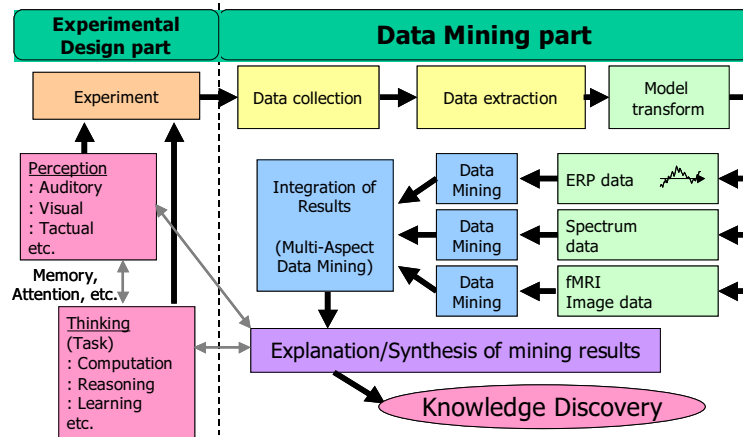 Experimental
Design part
Data Mining part
Experiment
Data collection
Data extraction
Model
transform
Perception
: Auditory
: Visual
: Tactual
etc.
Integration of
Results
(Multi-Aspect
Data Mining)
Data
Mining
ERP data
Data
Mining
Spectrum
data
Data
Mining
fMRI
Image data
Memory,
Attention, etc.
Thinking
(Task)
: Computation
: Reasoning
: Learning
etc.
Explanation/Synthesis of mining results
Knowledge Discovery